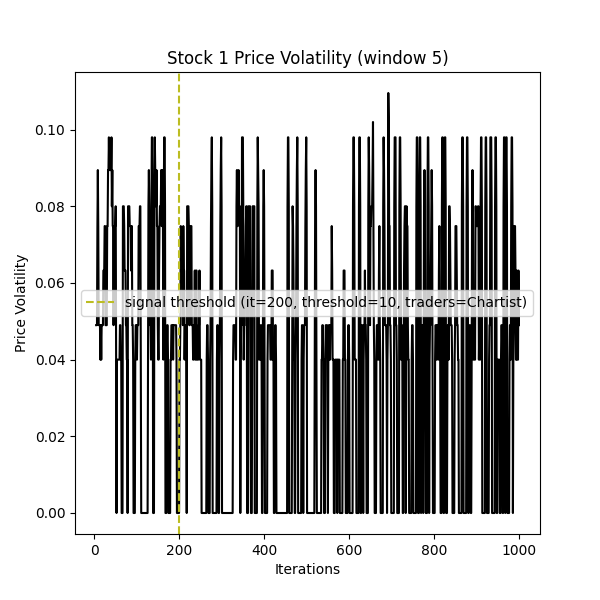 Stock 1 Price Volatility (window 5)
Price Volatility
0.10
0.08
0.06
0.04
0.02
0.00
signal threshold (it=200, threshold=10, traders=Chartist)
0 200 400 600 800 1000
Iterations